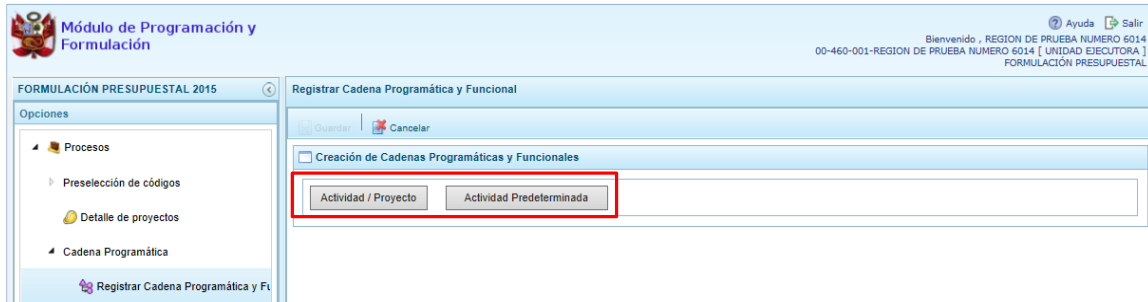 Módulo de Programación y
Formulación
Ayuda Salir
Bienvenido , REGION DE PRUEBA NUMERO 6014
00-460-001-REGION DE PRUEBA NUMERO 6014 [ UNIDAD EJECUTORA ]
FORMULACIÓN PRESUPUESTAL
FORMULACIÓN PRESUPUESTAL 2015
Opciones
Procesos
Preselección de códigos
Detalle de proyectos
Cadena Programática
Registrar Cadena Programática y Fu
Registrar Cadena Programática y Funcional
Guardar Cancelar
Creación de Cadenas Programáticas y Funcionales
Actividad / Proyecto Actividad Predeterminada